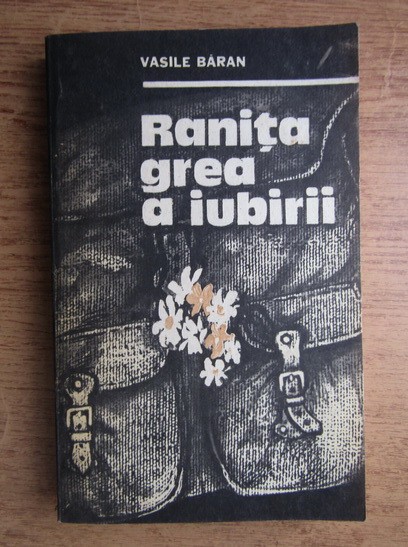 VASILE BĂRAN
Ranița
grea
a iubirii